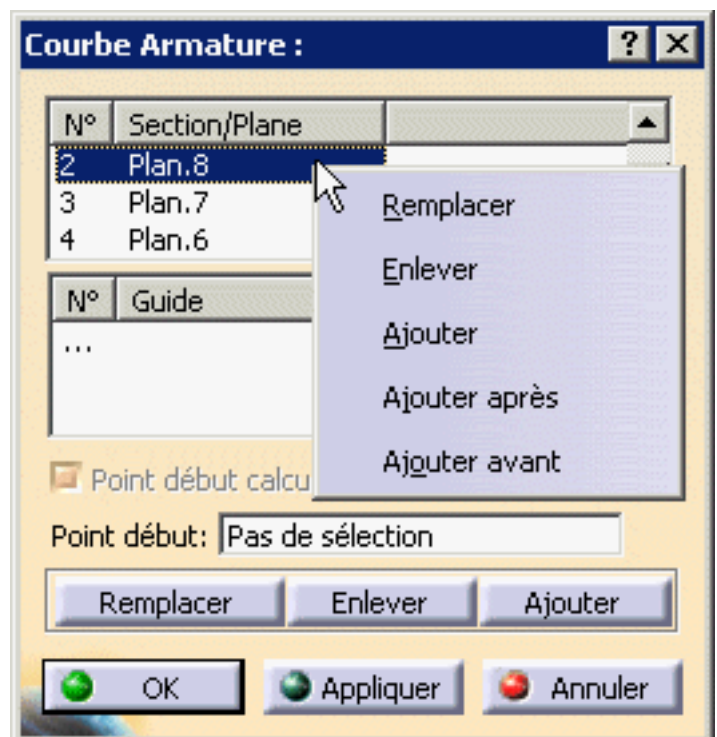 Courbe Armature :
N° Section/Plane
2 Plan.8
3 Plan.7
4 Plan.6
Remplacer
Enlever
Ajouter
Ajouter après
Ajouter avant
N° Guide
...
Point début calcu
Point début: Pas de sélection
Remplacer Enlever Ajouter
OK Appliquer Annuler